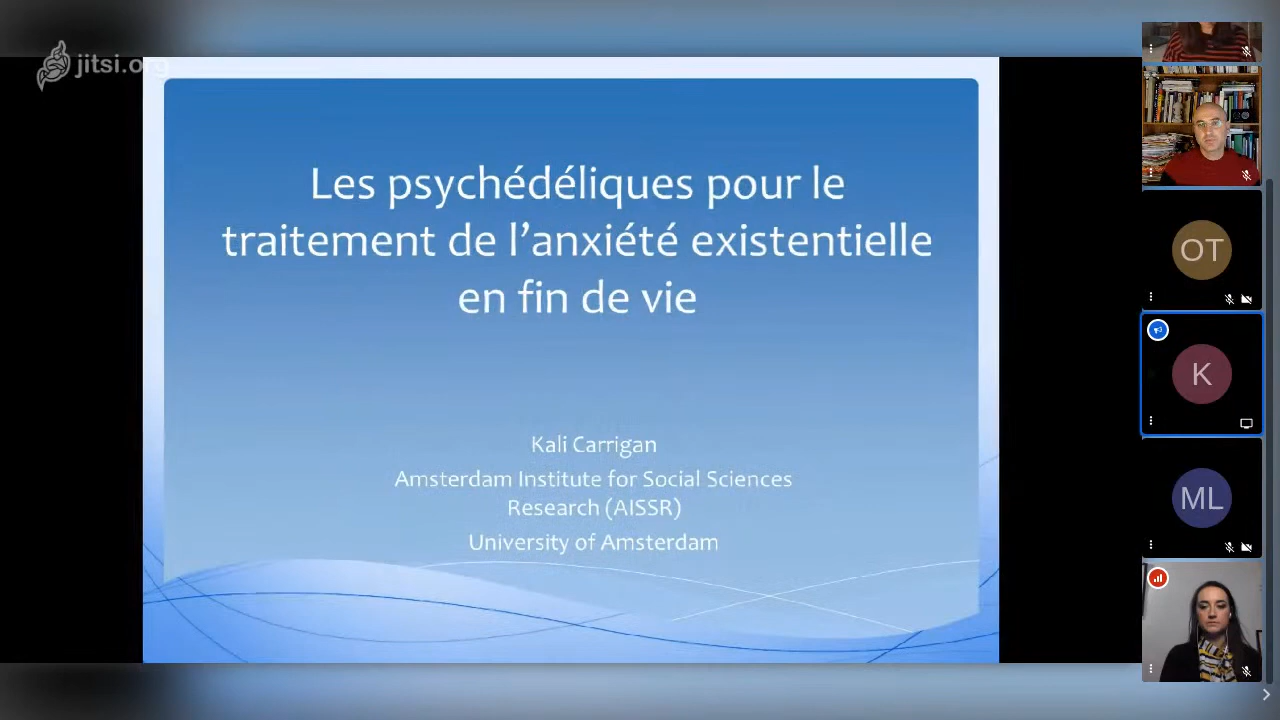 jitsi.org
Les psychédéliques pour le
traitement de l’anxiété existentielle
en fin de vie
Kali Carrigan
Amsterdam Institute for Social Sciences
Research (AISSR)
University of Amsterdam
OT
K
ML